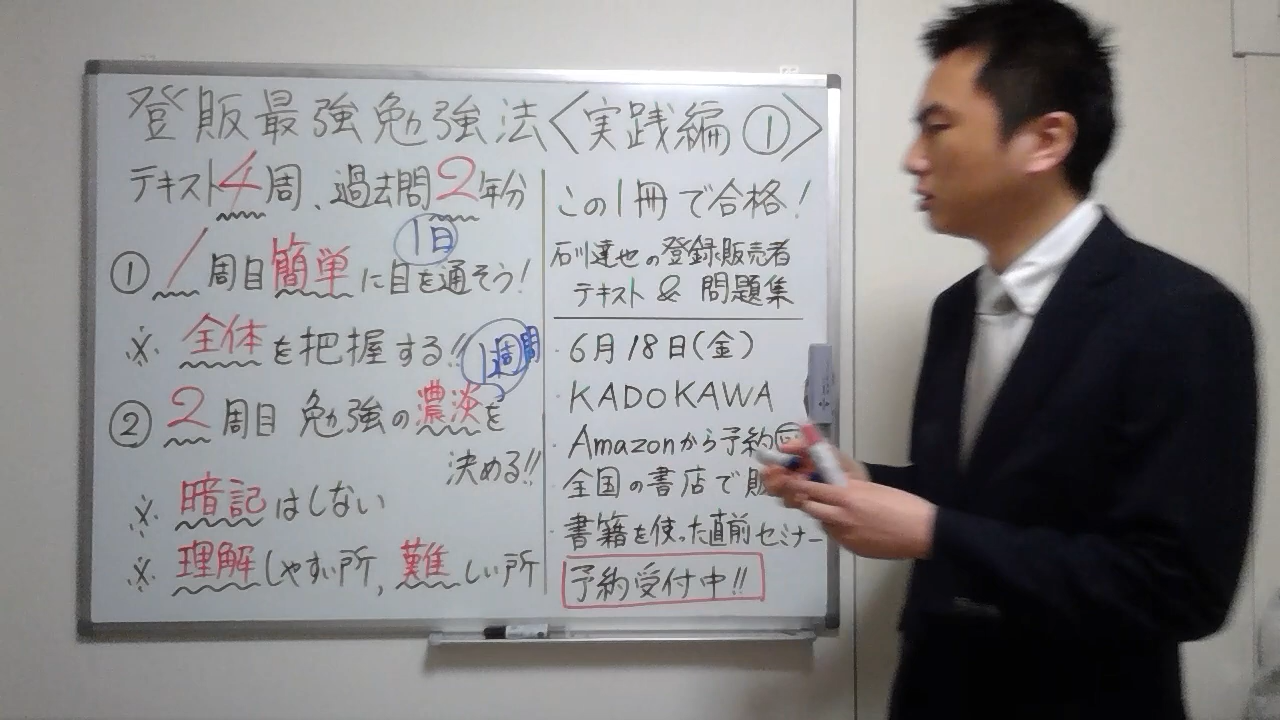 登販最強勉強法〈実践編①〉
テキスト4周、過去問2年分
1日
① 1周目簡単に目を通そう!
※ 全体を把握する!!
1週間
② 2周目 勉強の濃淡を
決める!!
※ 暗記はしない
※ 理解しやすい所、難しい所
この1冊で合格!
石川達也の登録販売者
テキスト & 問題集
・6月18日(金)
・KADOKAWA
・Amazonから予約
全国の書店で販
・書籍を使った直前セミナー
予約受付中!!